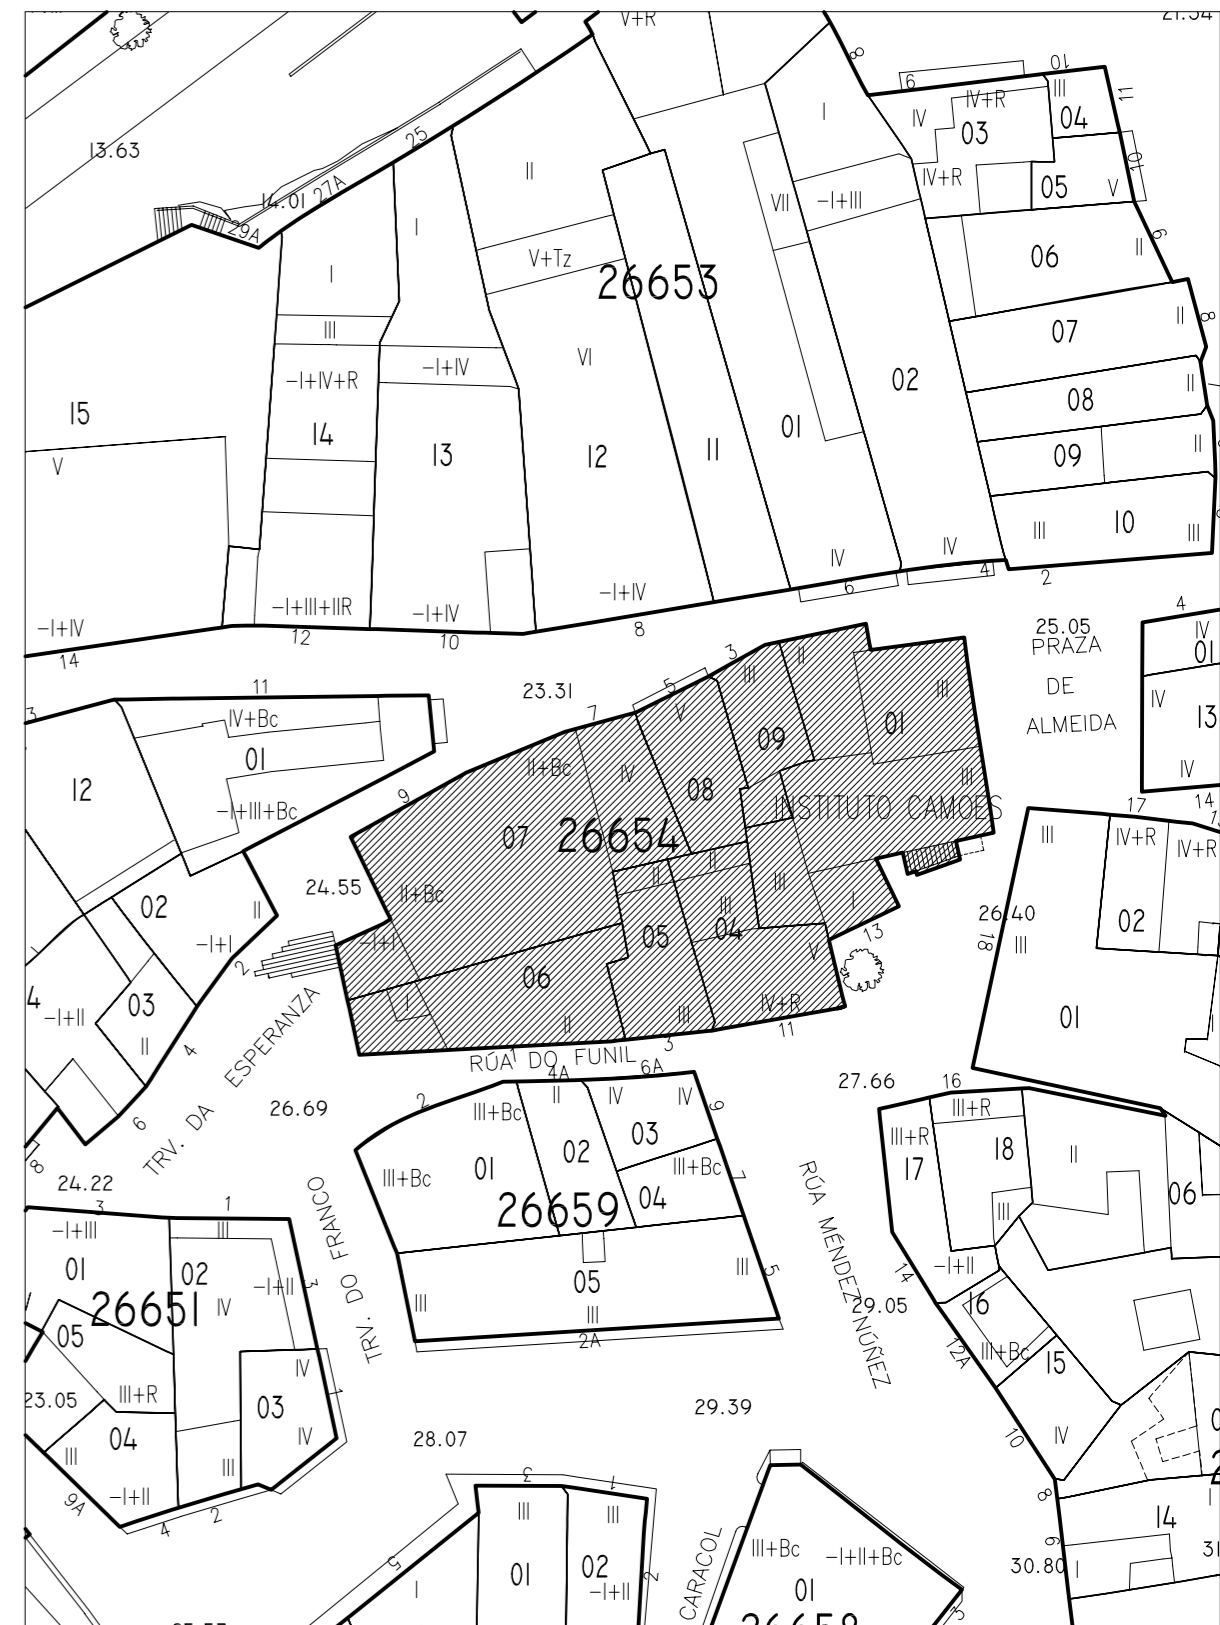 V+R
21.34
8
9
10
11
III
IV
IV+R
03
04
10
13.63
25
I
14.01
27A
29A
II
VII
-I+III
IV+R
05
V
I
9
06
II
V+Tz
26653
I
III
07
II
8
-I+IV+R
-I+IV
VI
02
08
II
15
14
13
12
11
01
09
II
V
III
10
III
IV
IV
2
4
6
-I+IV
-I+III+IIR
-I+IV
-I+IV
8
14
12
10
25.05
PRAZA
DE
ALMEIDA
4
IV
01
13
IV
IV
14
11
23.31
3
5
7
III
II
III
V
09
01
IV+Bc
01
II+Bc
IV
08
III
12
-I+III+Bc
9
07
26654
INSTITUTO CAMOES
17
III
IV+R
IV+R
24.55
II+Bc
II
II
III
III
I
02
II
-I+I
-I+I
05
04
13
26.40
18
III
02
2
06
V
4
-I+II
03
II
I
II
III
IV+R
11
01
4
TRV. DA ESPERANZA
RÚA DO FUNIL
1
3
6
8
26.69
4A
6A
27.66
16
2
III+Bc
II
IV
IV
9
III+R
III+R
17
18
II
24.22
III+Bc
01
02
03
III+Bc
04
7
06
26659
III
3
1
-I+III
III
01
02
-I+II
3
IV
26651
05
TRV. DO FRANCO
05
III
III
III
5
2A
RÚA MÉNDEZ NÚÑEZ
14
-I+II
16
29.05
12A
III+Bc
15
23.05
III+R
IV
03
1
IV
04
III
III
-I+II
9A
4
2
29.39
28.07
10
IV
8
3
1
III
III
01
02
-I+II
2
5
I
CARACOL
III+Bc
-I+II+Bc
01
26658
3
14
9
30.80
I
I